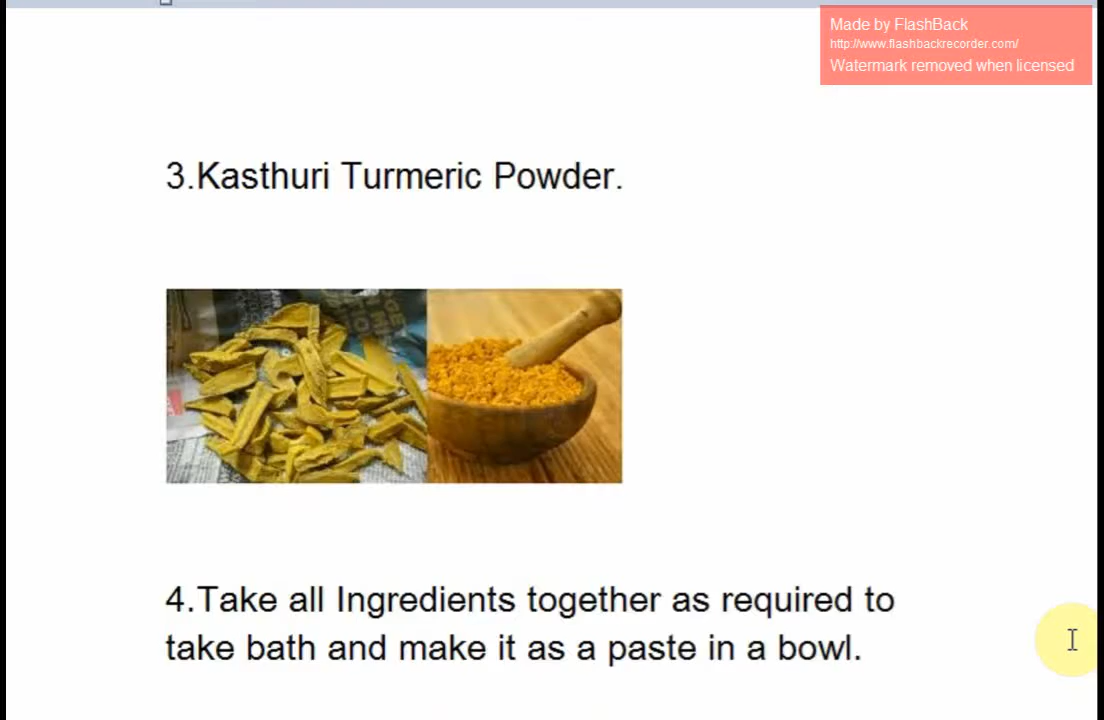 Made by FlashBack
http://www.flashbackrecorder.com/
Watermark removed when licensed
3.Kasthuri Turmeric Powder.
4.Take all Ingredients together as required to
take bath and make it as a paste in a bowl.